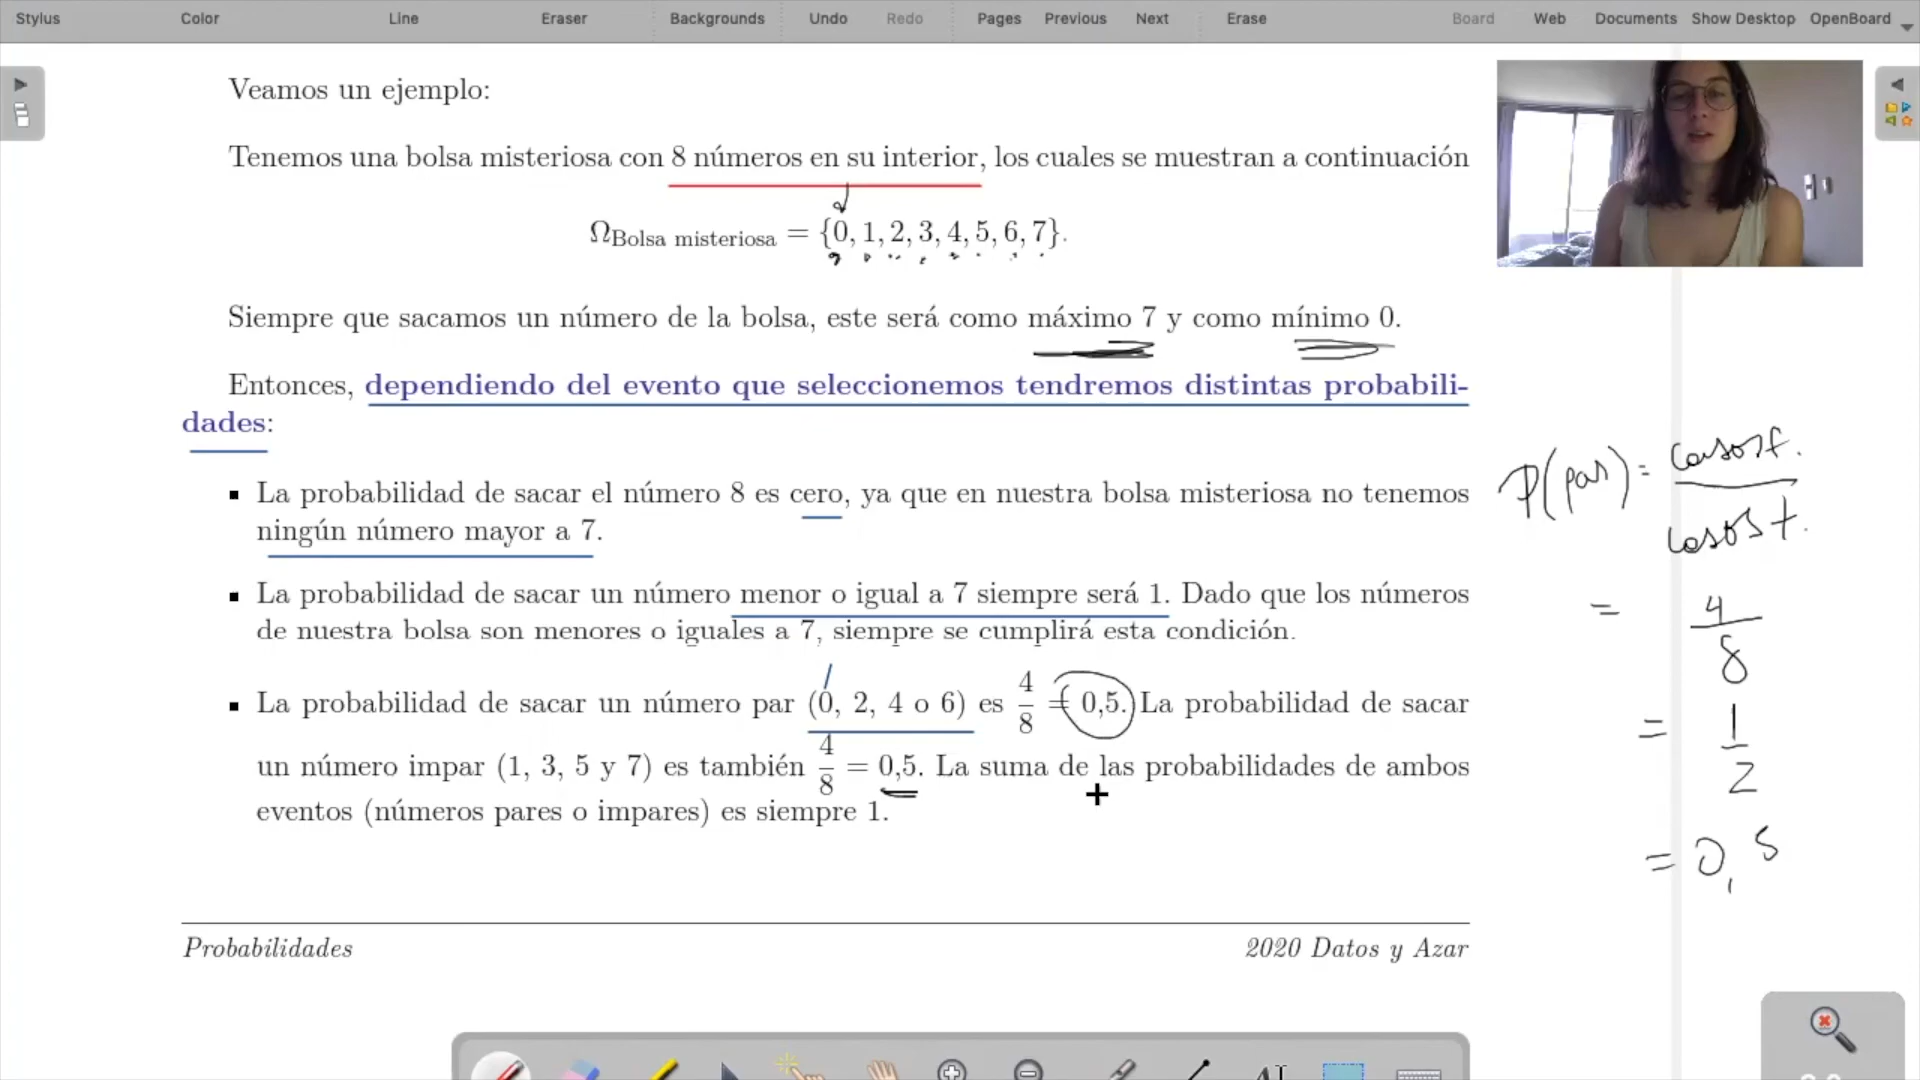 Stylus Color Line Eraser Backgrounds Undo Redo Pages Previous Next Erase Board Web Documents Show Desktop OpenBoard
Veamos un ejemplo:
Tenemos una bolsa misteriosa con 8 números en su interior, los cuales se muestran a continuación
Ω_Bolsa misteriosa = {0, 1, 2, 3, 4, 5, 6, 7}.
Siempre que sacamos un número de la bolsa, este será como máximo 7 y como mínimo 0.
Entonces, dependiendo del evento que seleccionemos tendremos distintas probabili-
dades:
▪ La probabilidad de sacar el número 8 es cero, ya que en nuestra bolsa misteriosa no tenemos
ningún número mayor a 7.
▪ La probabilidad de sacar un número menor o igual a 7 siempre será 1. Dado que los números
de nuestra bolsa son menores o iguales a 7, siempre se cumplirá esta condición.
▪ La probabilidad de sacar un número par (0, 2, 4 o 6) es 4/8 = 0,5. La probabilidad de sacar
un número impar (1, 3, 5 y 7) es también 4/8 = 0,5. La suma de las probabilidades de ambos
eventos (números pares o impares) es siempre 1.
P(par) = casos f. / casos t.
= 4/8
= 1/2
= 0,5
Probabilidades 2020 Datos y Azar